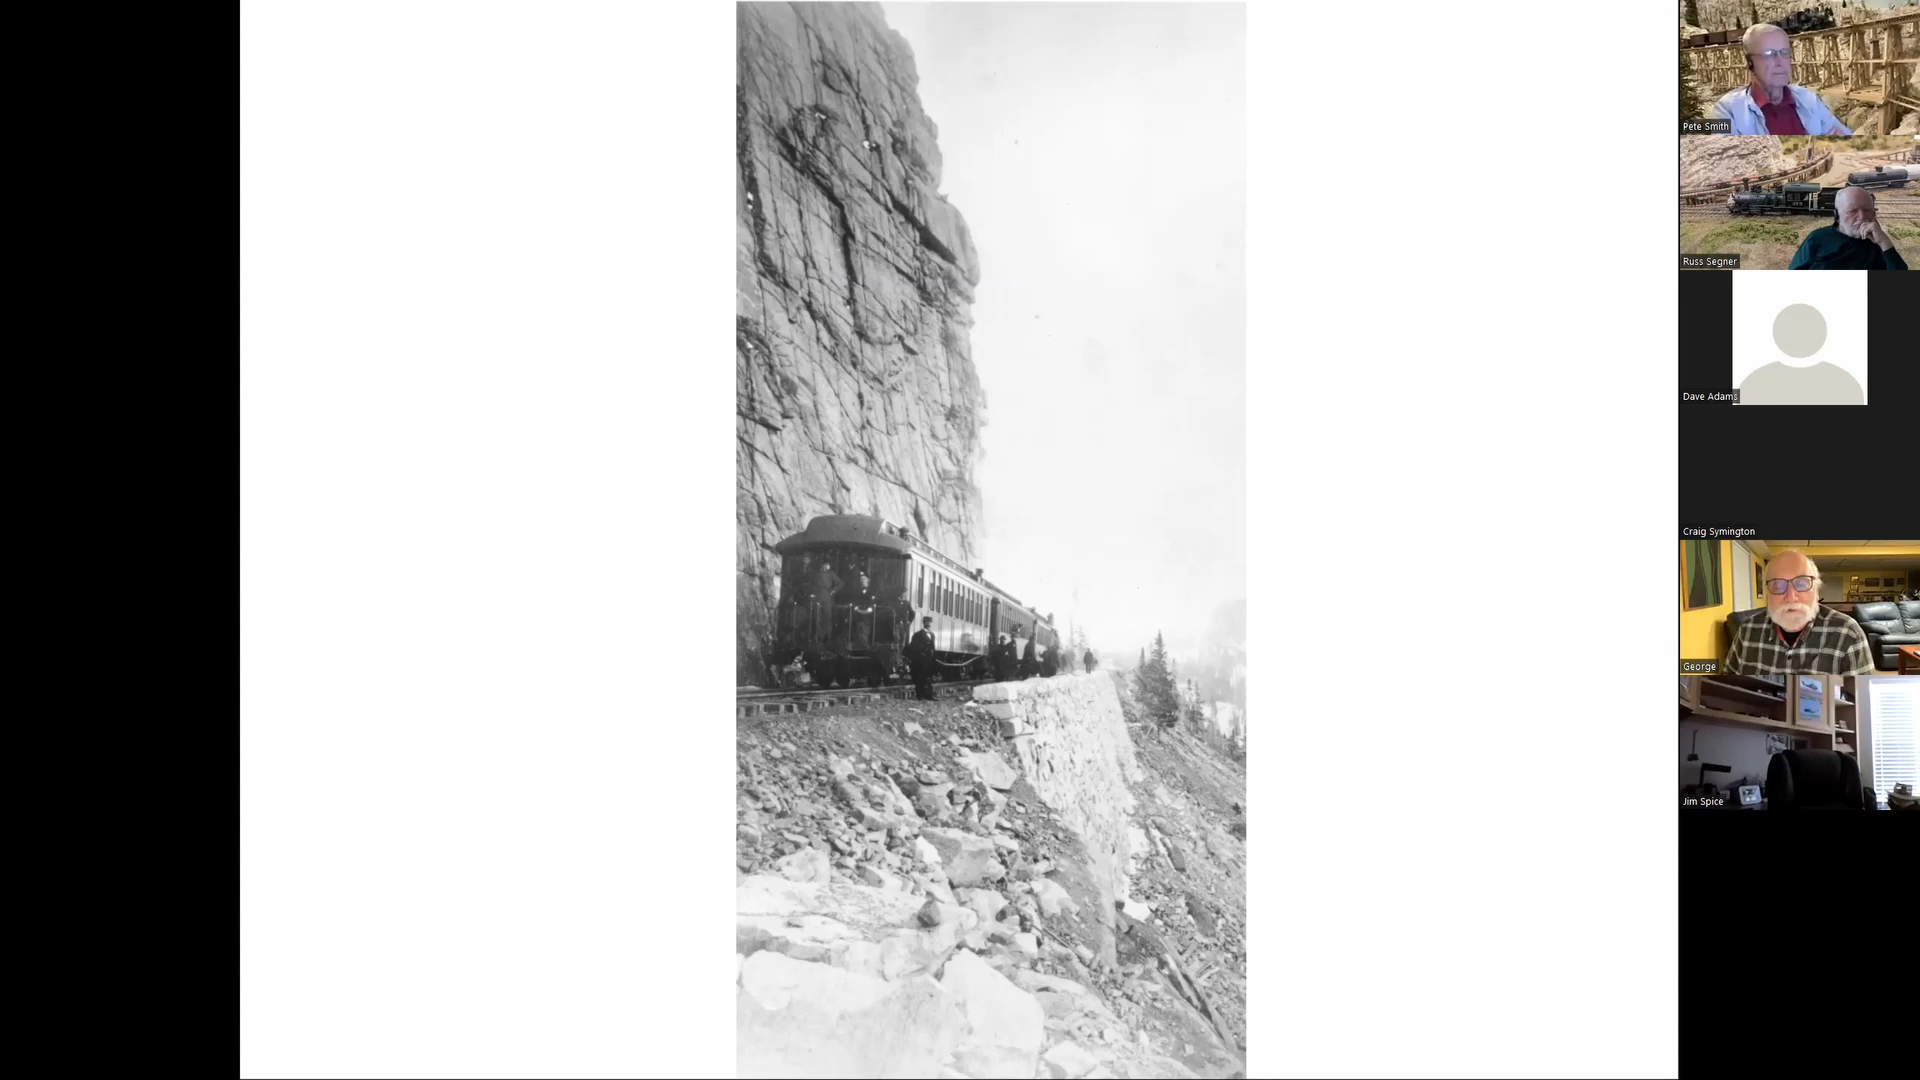 Pete Smith
Russ Segner
Dave Adams
Craig Symington
George
Jim Spice